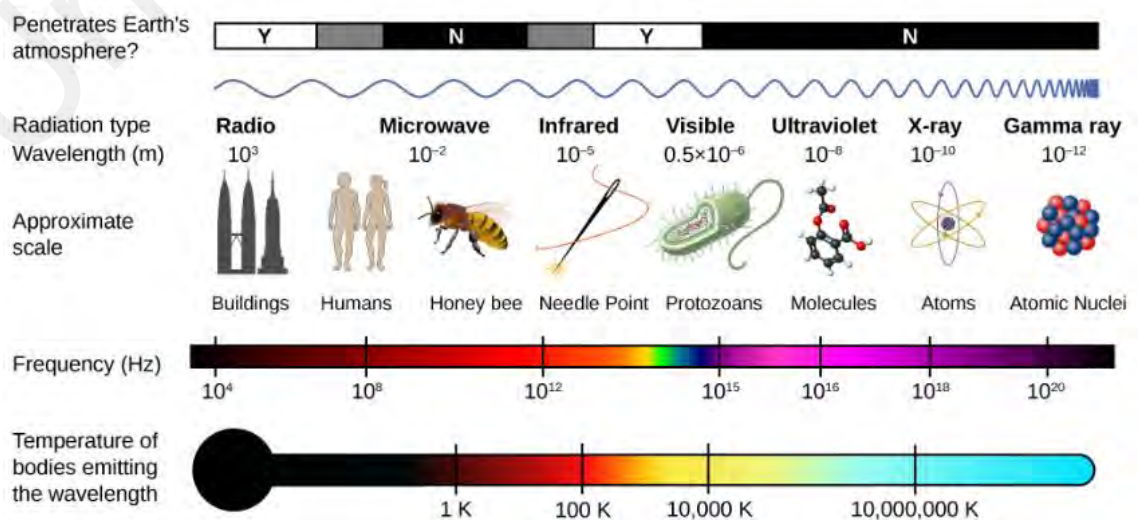 Penetrates Earth's
atmosphere?
Y N Y N
Radiation type
Radio Microwave Infrared Visible Ultraviolet X-ray Gamma ray
Wavelength (m)
10³ 10⁻² 10⁻⁵ 0.5×10⁻⁶ 10⁻⁸ 10⁻¹⁰ 10⁻¹²
Approximate
scale
Buildings Humans Honey bee Needle Point Protozoans Molecules Atoms Atomic Nuclei
Frequency (Hz)
10⁴ 10⁸ 10¹² 10¹⁵ 10¹⁶ 10¹⁸ 10²⁰
Temperature of
bodies emitting
the wavelength
1 K 100 K 10,000 K 10,000,000 K